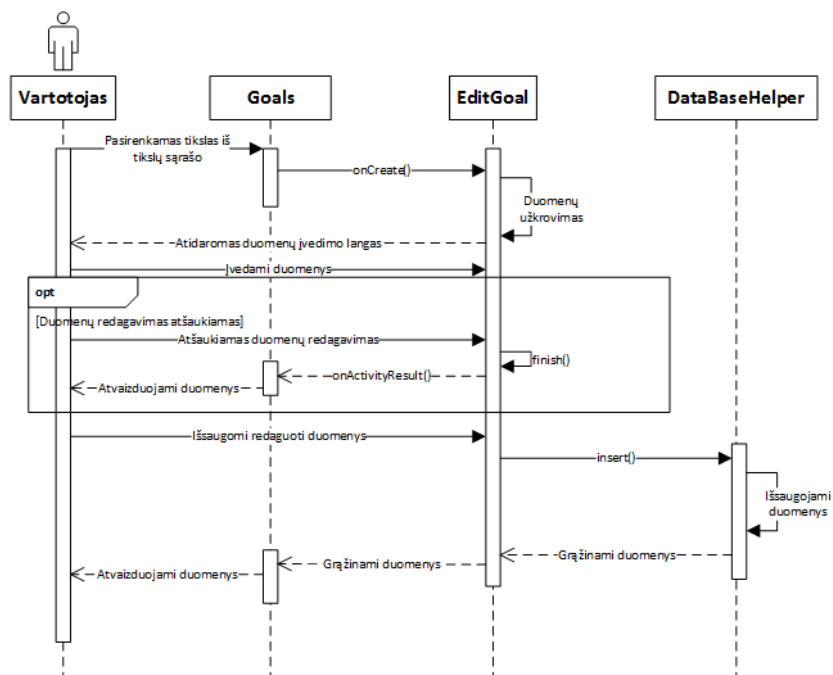 Vartotojas
Goals
EditGoal
DataBaseHelper
Pasirenkamas tikslas iš
tikslų sąrašo
onCreate()
Duomenų
užkrovimas
Atidaromas duomenų įvedimo langas
Įvedami duomenys
opt
[Duomenų redagavimas atšaukiamas]
Atšaukiamas duomenų redagavimas
finish()
onActivityResult()
Atvaizduojami duomenys
Išsaugomi redaguoti duomenys
insert()
Išsaugojami
duomenys
Grąžinami duomenys
Grąžinami duomenys
Atvaizduojami duomenys